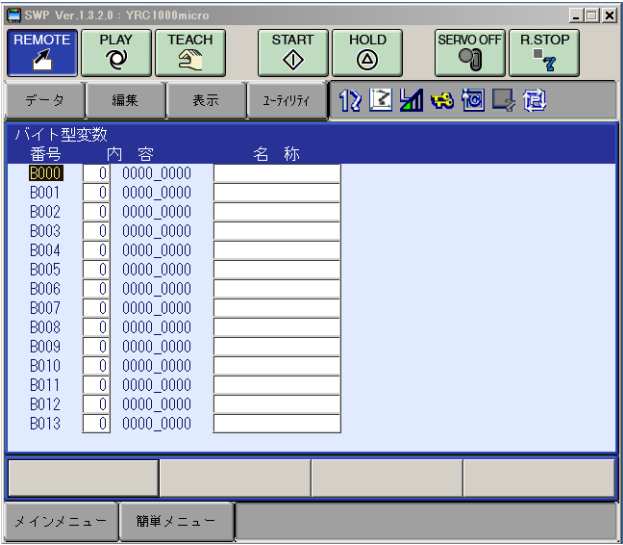 SWP Ver.1.3.2.0 : YRC1000micro
REMOTE PLAY TEACH START HOLD SERVO OFF R.STOP
データ 編集 表示 ﾕｰﾃｨﾘﾃｨ
バイト型変数
番号 内 容 名 称
B000 0 0000_0000
B001 0 0000_0000
B002 0 0000_0000
B003 0 0000_0000
B004 0 0000_0000
B005 0 0000_0000
B006 0 0000_0000
B007 0 0000_0000
B008 0 0000_0000
B009 0 0000_0000
B010 0 0000_0000
B011 0 0000_0000
B012 0 0000_0000
B013 0 0000_0000
メインメニュー 簡単メニュー